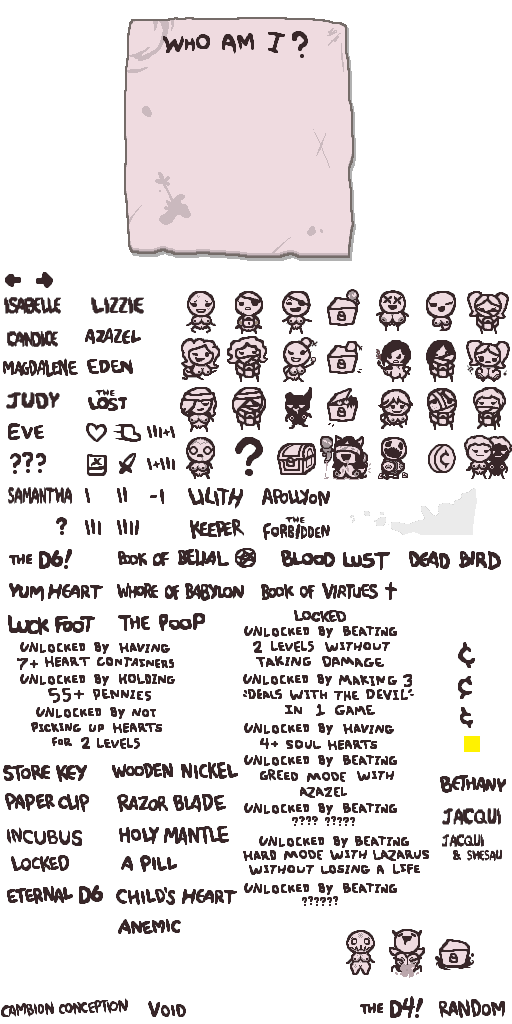 WHO AM I?
ISABELLE LIZZIE
CANDICE AZAZEL
MAGDALENE EDEN
JUDY THE LOST
EVE III+I
??? I+III
SAMANTHA I II -I LILITH APOLLYON
? III IIII KEEPER THE FORBIDDEN
THE D6! BOOK OF BELIAL BLOOD LUST DEAD BIRD
YUM HEART WHORE OF BABYLON BOOK OF VIRTUES
LUCK FOOT THE POOP
UNLOCKED BY HAVING
7+ HEART CONTAINERS
UNLOCKED BY HOLDING
55+ PENNIES
UNLOCKED BY NOT
PICKING UP HEARTS
FOR 2 LEVELS
LOCKED
UNLOCKED BY BEATING
2 LEVELS WITHOUT
TAKING DAMAGE
UNLOCKED BY MAKING 3
"DEALS WITH THE DEVIL"
IN 1 GAME
UNLOCKED BY HAVING
4+ SOUL HEARTS
UNLOCKED BY BEATING
GREED MODE WITH
AZAZEL
UNLOCKED BY BEATING
???? ?????
UNLOCKED BY BEATING
HARD MODE WITH LAZARUS
WITHOUT LOSING A LIFE
UNLOCKED BY BEATING
??????
¢
¢
¢
STORE KEY WOODEN NICKEL
PAPER CLIP RAZOR BLADE
INCUBUS HOLY MANTLE
LOCKED A PILL
ETERNAL D6 CHILD'S HEART
ANEMIC
BETHANY
JACQUI
JACQUI
& SHESAU
CAMBION CONCEPTION VOID THE D4! RANDOM